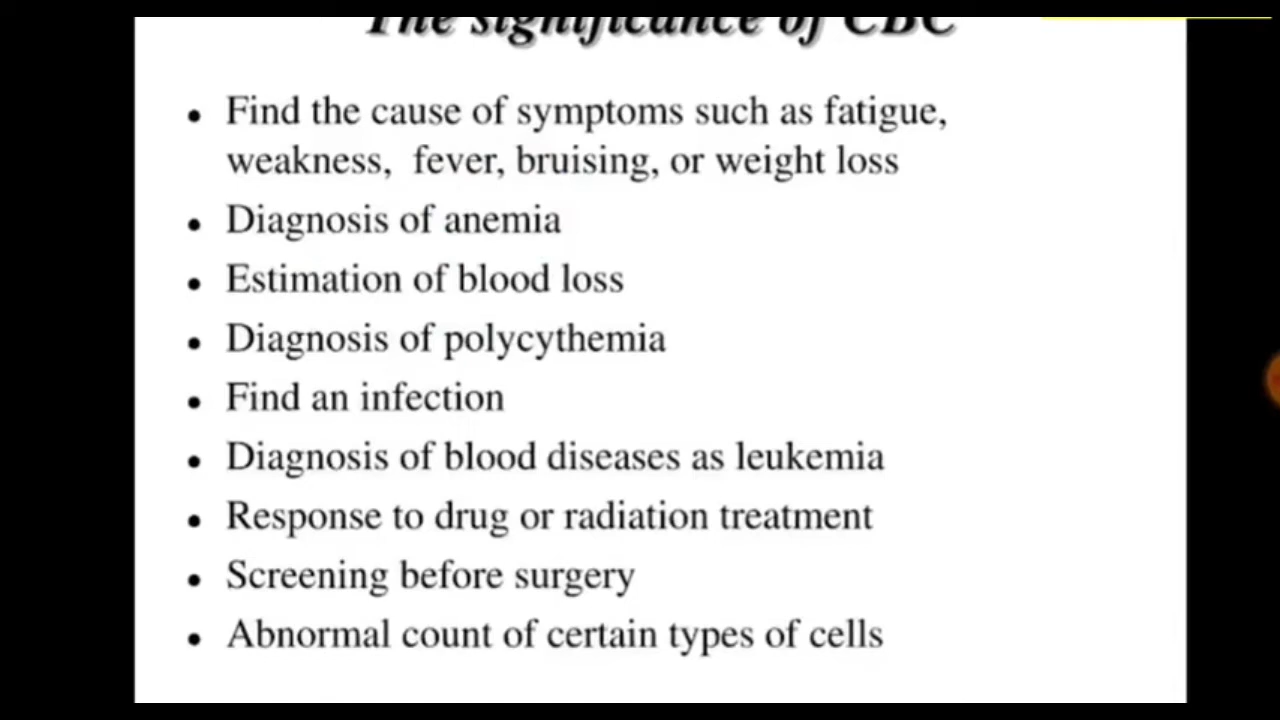 The significance of CBC
• Find the cause of symptoms such as fatigue,
weakness, fever, bruising, or weight loss
• Diagnosis of anemia
• Estimation of blood loss
• Diagnosis of polycythemia
• Find an infection
• Diagnosis of blood diseases as leukemia
• Response to drug or radiation treatment
• Screening before surgery
• Abnormal count of certain types of cells